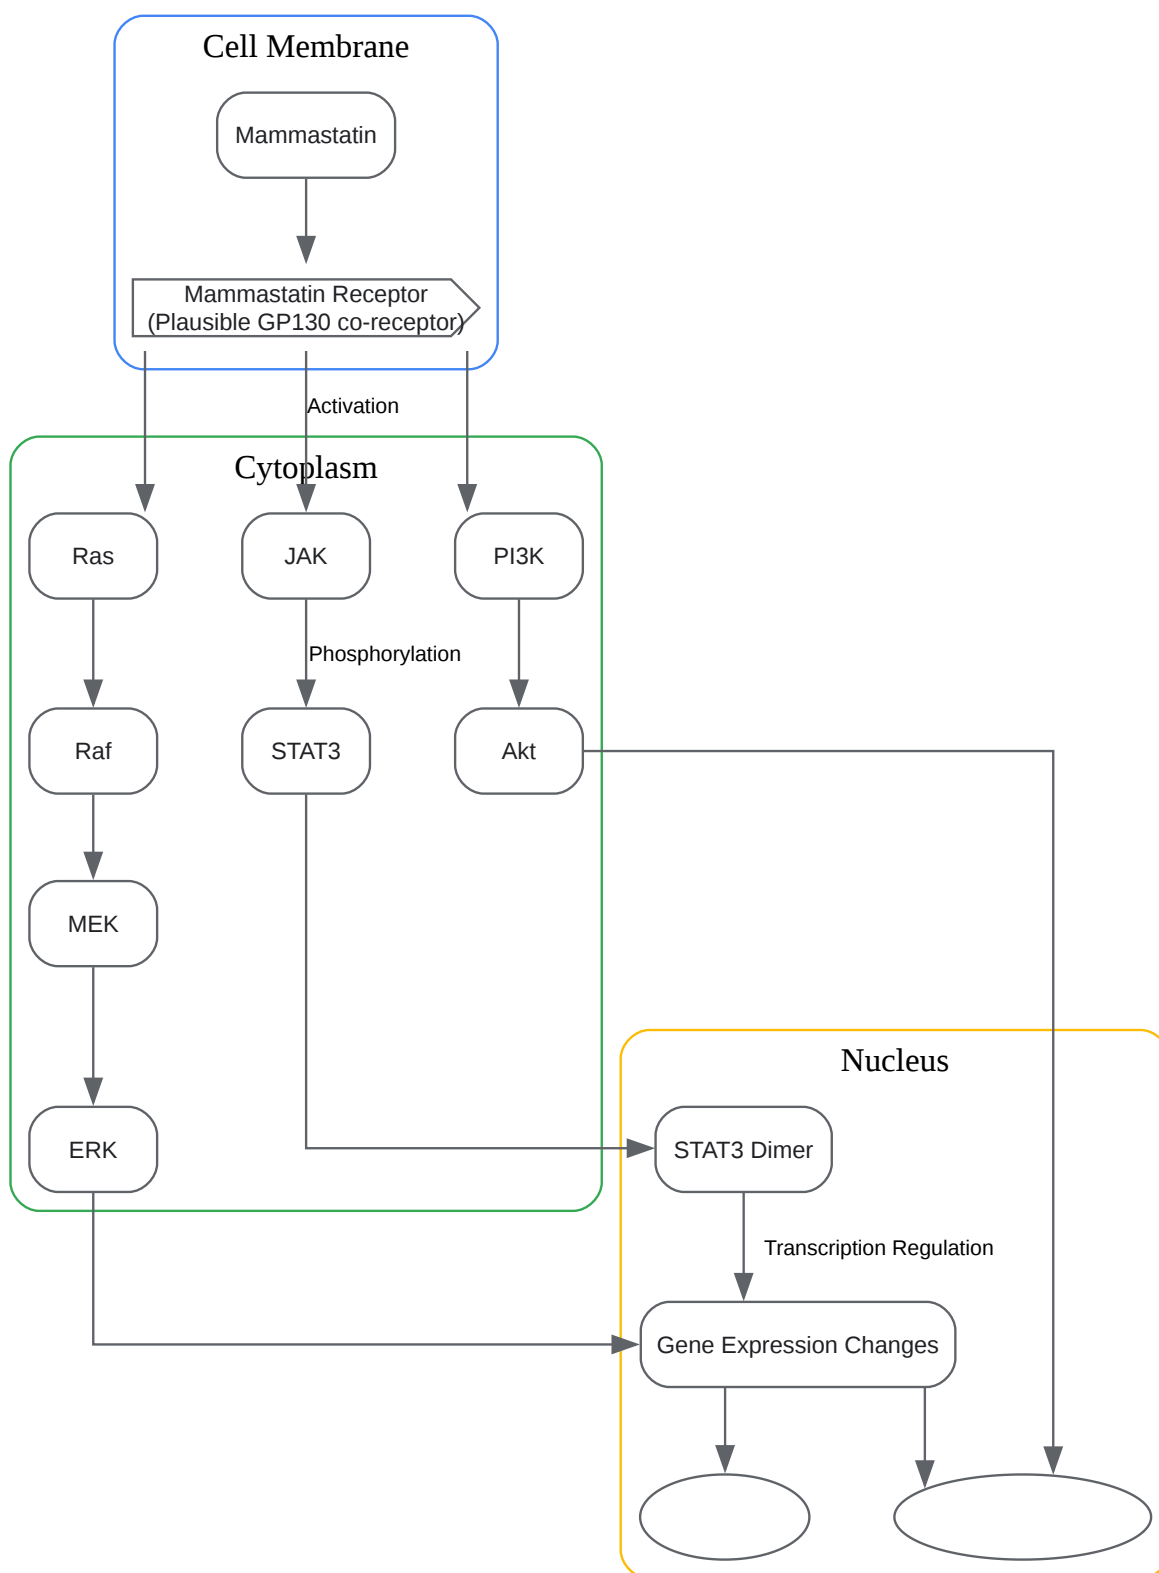 Cell Membrane
Mammastatin
Mammastatin Receptor
(Plausible GP130 co-receptor)
Activation
Cytoplasm
Ras
JAK
PI3K
Phosphorylation
Raf
STAT3
Akt
MEK
Nucleus
ERK
STAT3 Dimer
Transcription Regulation
Gene Expression Changes